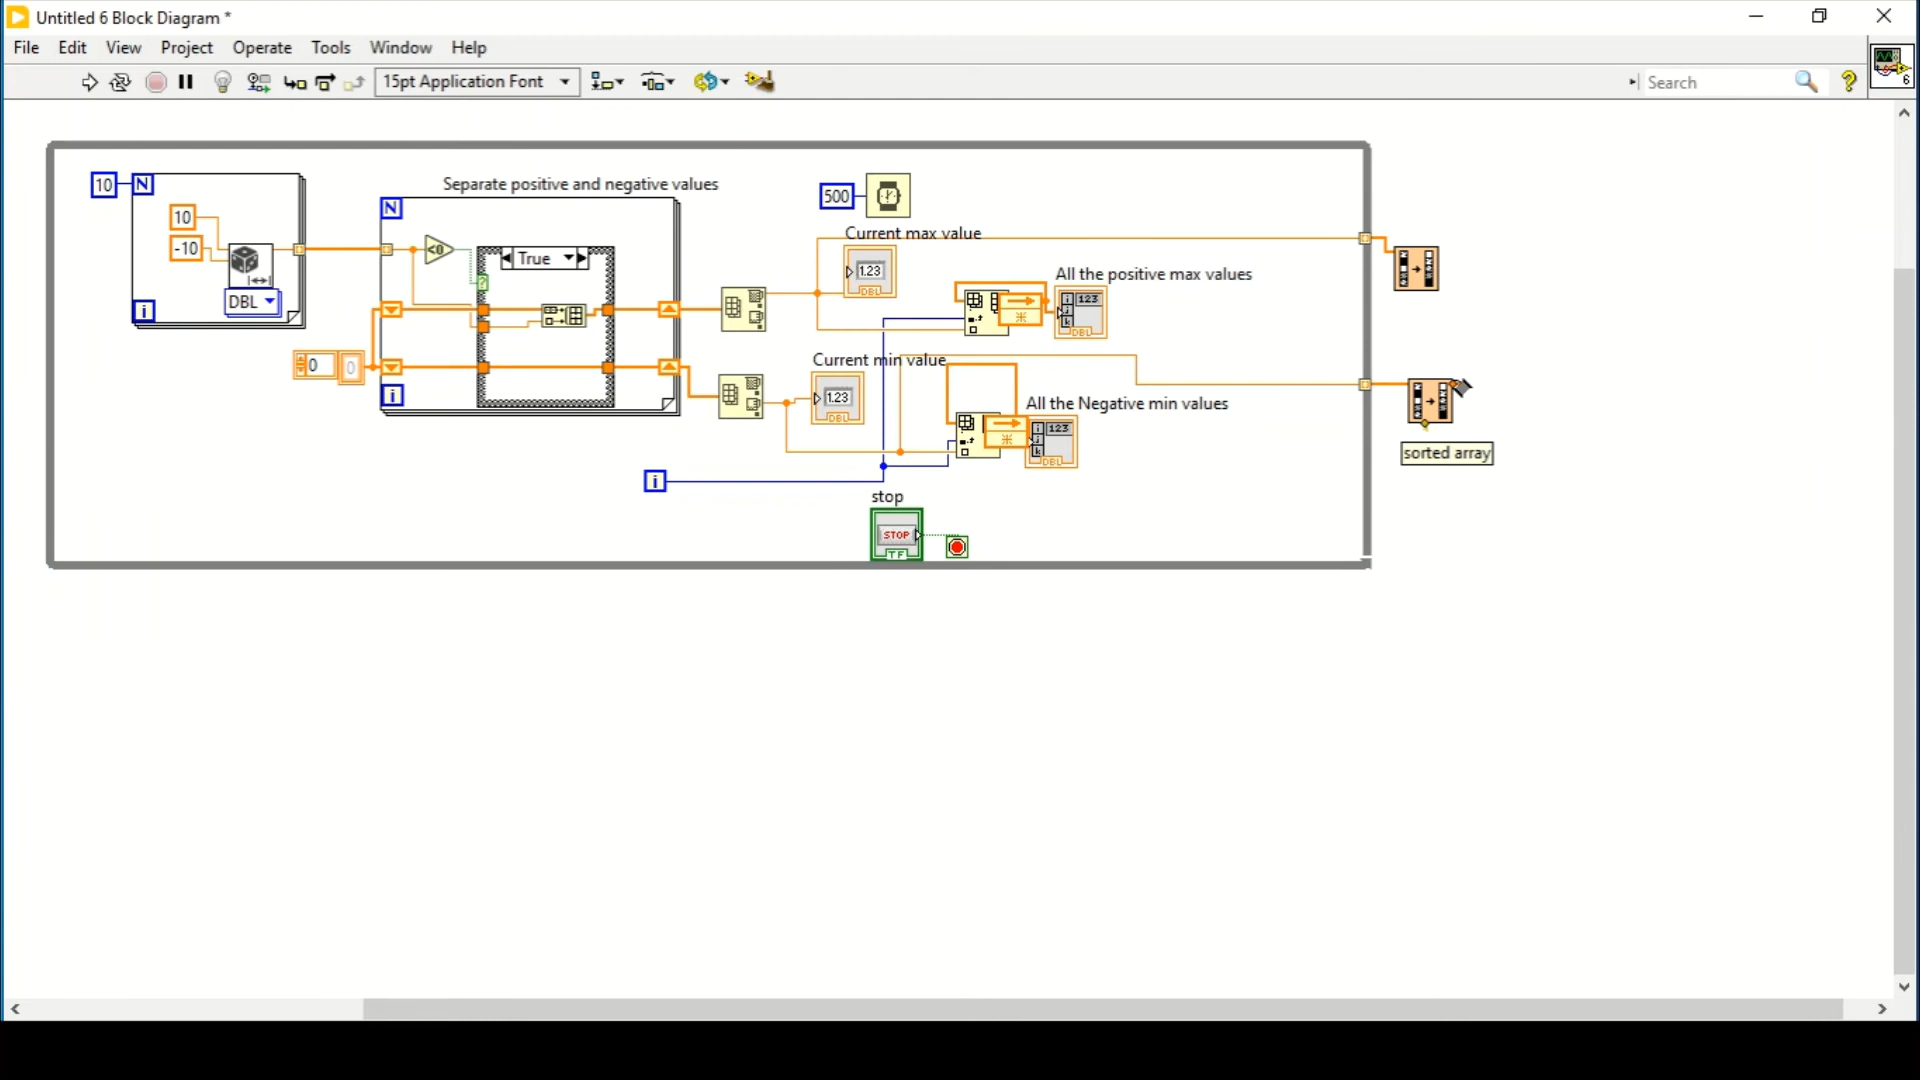 Untitled 6 Block Diagram *
File Edit View Project Operate Tools Window Help
15pt Application Font
Search
6
10 N
Separate positive and negative values
N
500
10
-10
Current max value
<0
True
?
1.23
DBL
All the positive max values
DBL
i
123
i
j
k
DBL
0
0
Current min value
i
1.23
DBL
All the Negative min values
123
i
j
k
DBL
sorted array
i
stop
STOP
TF